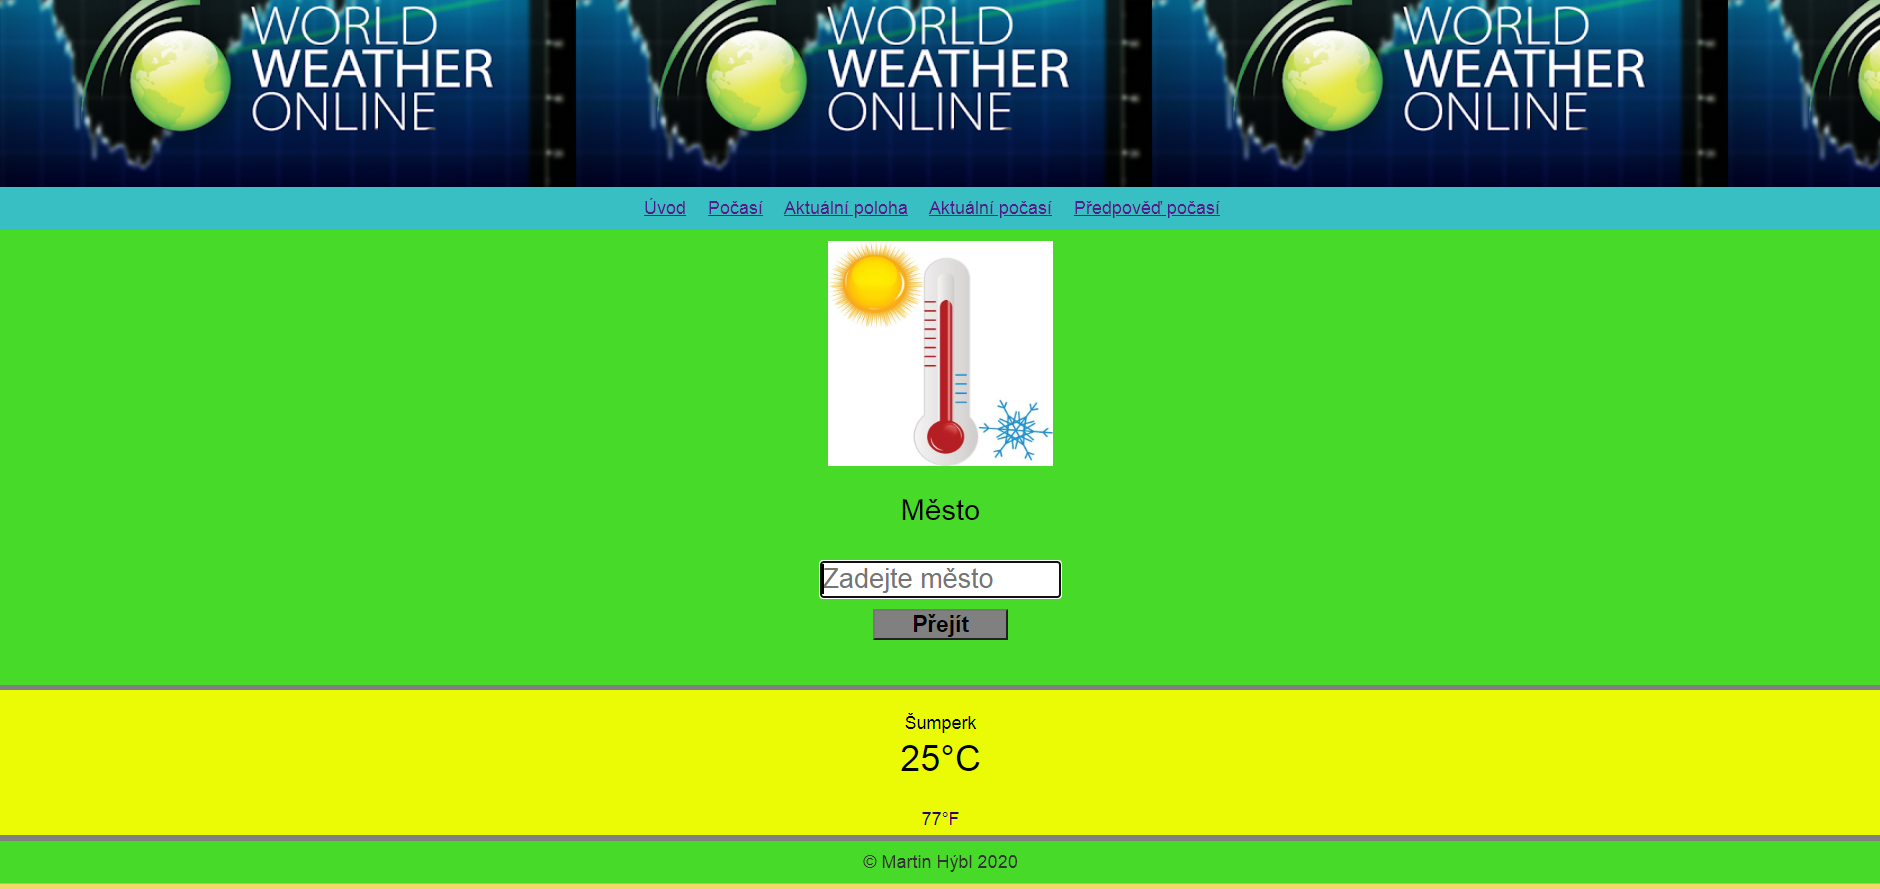 WORLD
WEATHER
ONLINE
WORLD
WEATHER
ONLINE
WORLD
WEATHER
ONLINE
Úvod Počasí Aktuální poloha Aktuální počasí Předpověď počasí
Město
Zadejte město
Přejít
Šumperk
25°C
77°F
© Martin Hýbl 2020